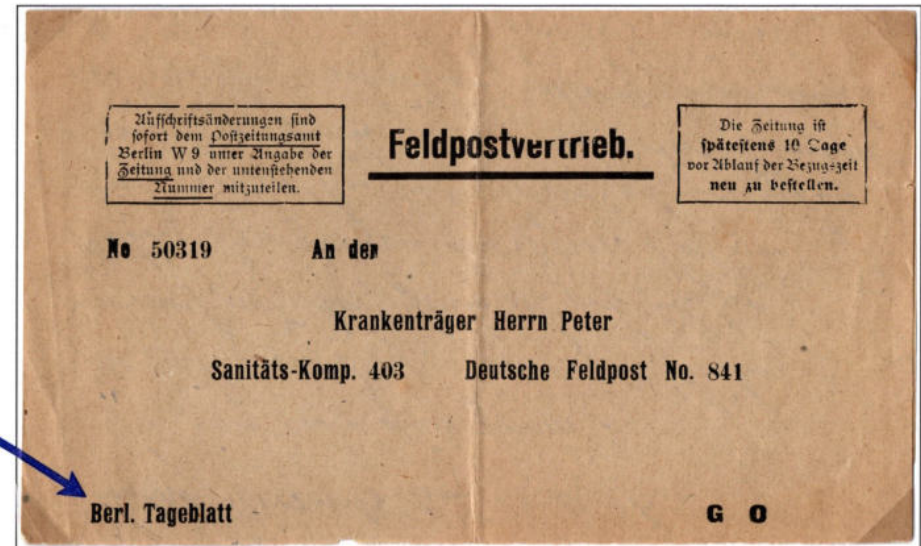 Aufschriftsänderungen sind
sofort dem Postzeitungsamt
Berlin W 9 unter Angabe der
Zeitung und der untenstehenden
Nummer mitzuteilen.
Feldpostvertrieb.
Die Zeitung ist
spätestens 10 Tage
vor Ablauf der Bezugszeit
neu zu bestellen.
No 50319 An den
Krankenträger Herrn Peter
Sanitäts-Komp. 403 Deutsche Feldpost No. 841
Berl. Tageblatt G O